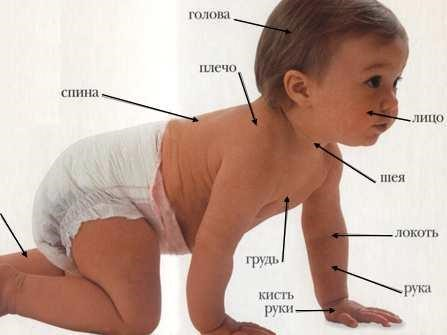 голова
плечо
спина
лицо
шея
локоть
грудь
рука
кисть
руки